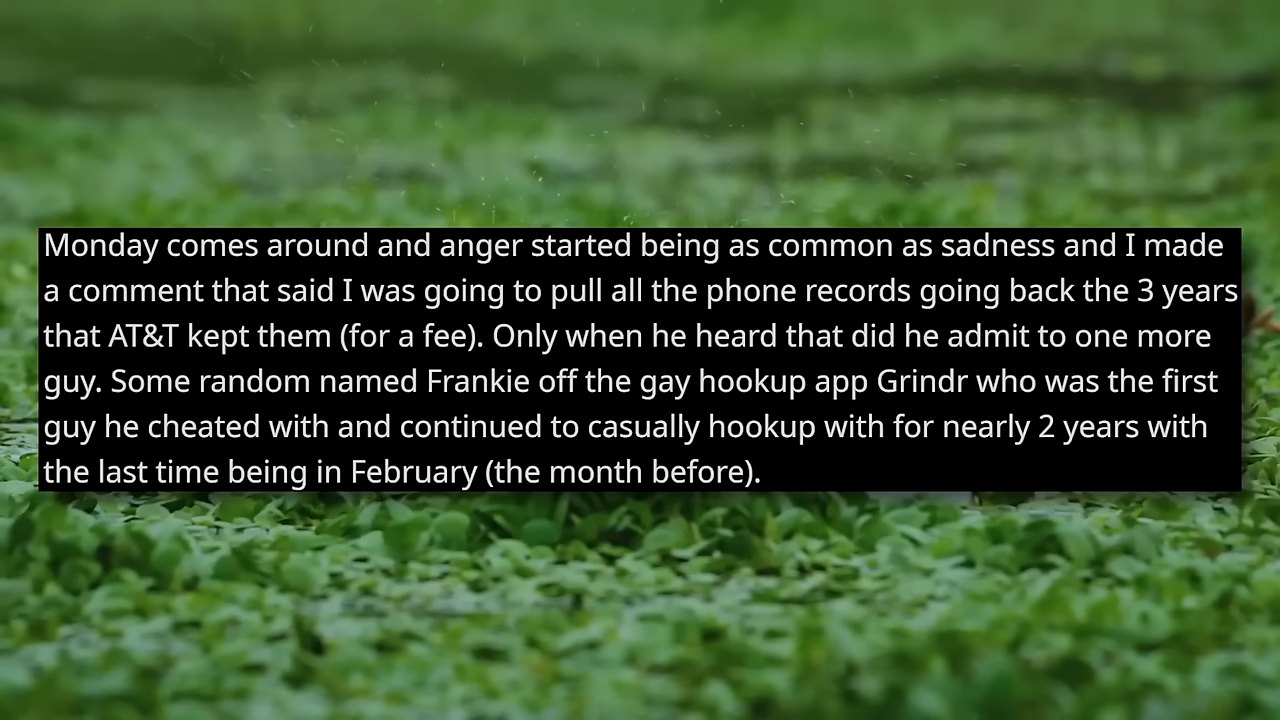 Monday comes around and anger started being as common as sadness and I made
a comment that said I was going to pull all the phone records going back the 3 years
that AT&T kept them (for a fee). Only when he heard that did he admit to one more
guy. Some random named Frankie off the gay hookup app Grindr who was the first
guy he cheated with and continued to casually hookup with for nearly 2 years with
the last time being in February (the month before).